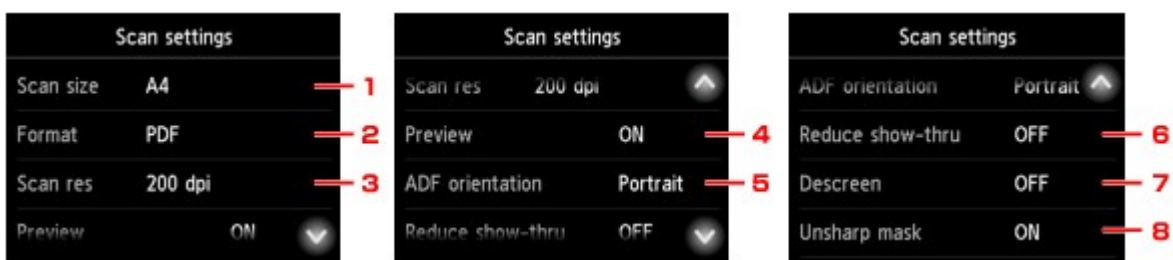 Scan settings
Scan size A4 1
Format PDF 2
Scan res 200 dpi 3
Preview ON
Scan settings
Scan res 200 dpi
Preview ON 4
ADF orientation Portrait 5
Reduce show-thru OFF
Scan settings
ADF orientation Portrait
Reduce show-thru OFF 6
Descreen OFF 7
Unsharp mask ON 8